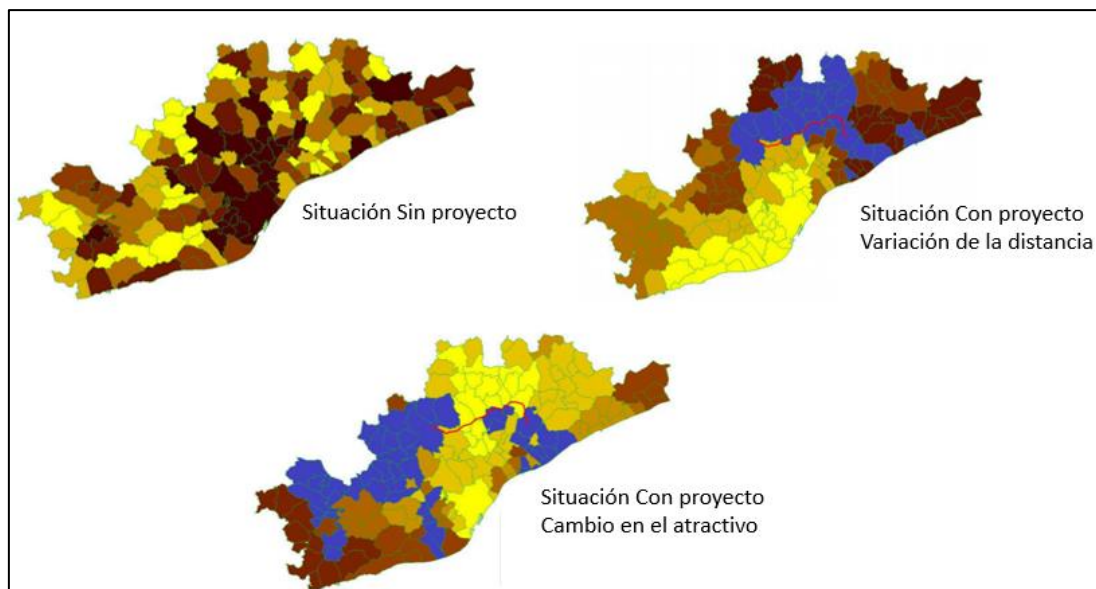 Situación Sin proyecto
Situación Con proyecto
Variación de la distancia
Situación Con proyecto
Cambio en el atractivo